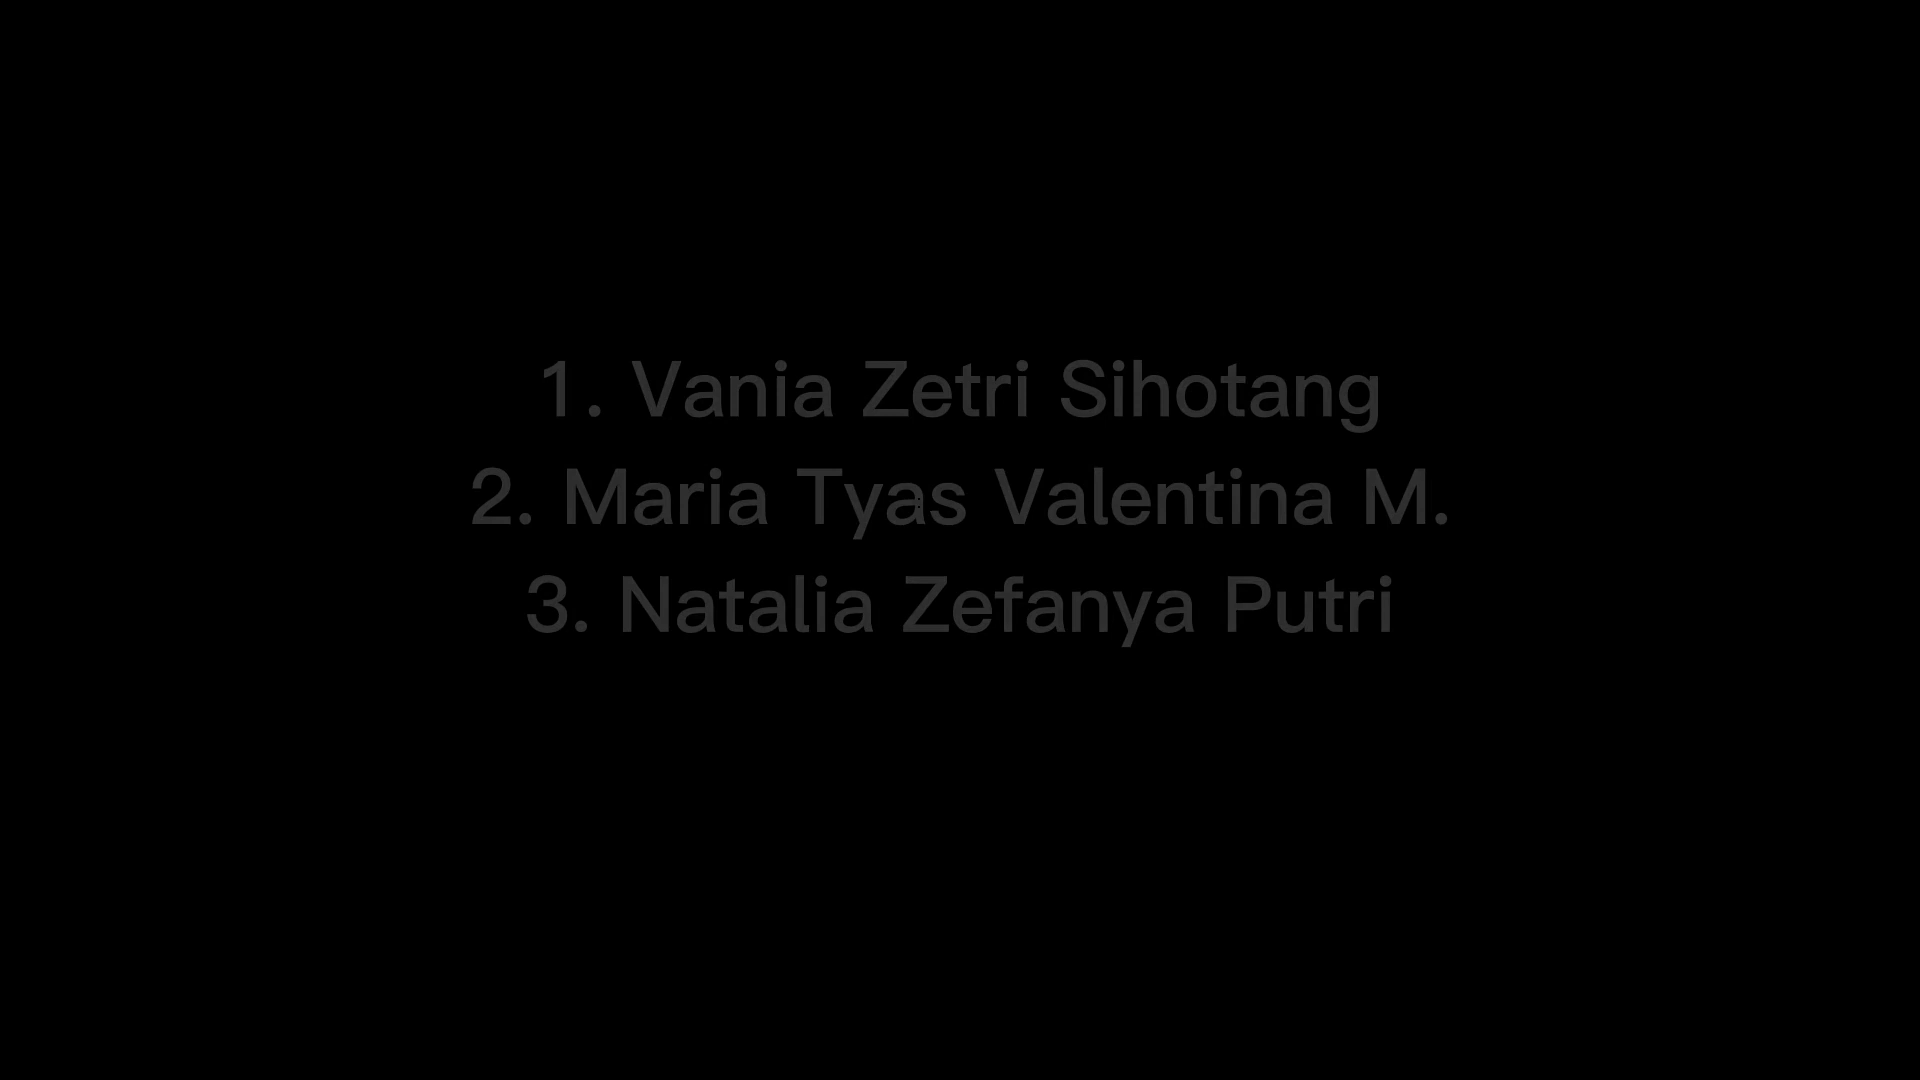 1. Vania Zetri Sihotang
2. Maria Tyas Valentina M.
3. Natalia Zefanya Putri